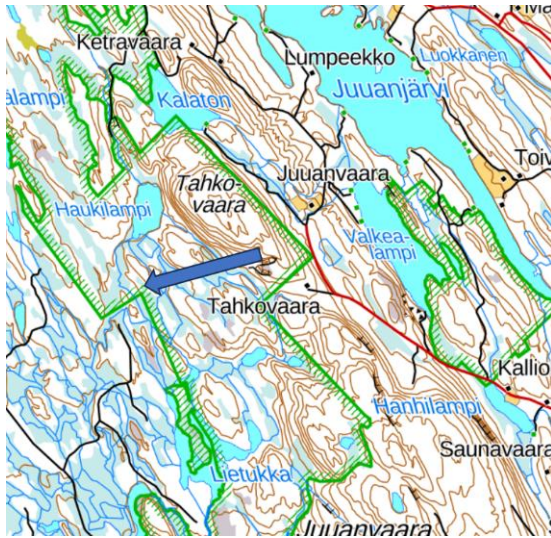 Ketravaara
Lumpeekko
Luokkanen
Kalaton
Juuanjärvi
älampi
Tahko-
vaara
Juuanvaara
Toiv
Haukilampi
Valkea-
lampi
Tahkovaara
Kallio
Hanhilampi
Saunavaara
Lietukka
Juuanvaara